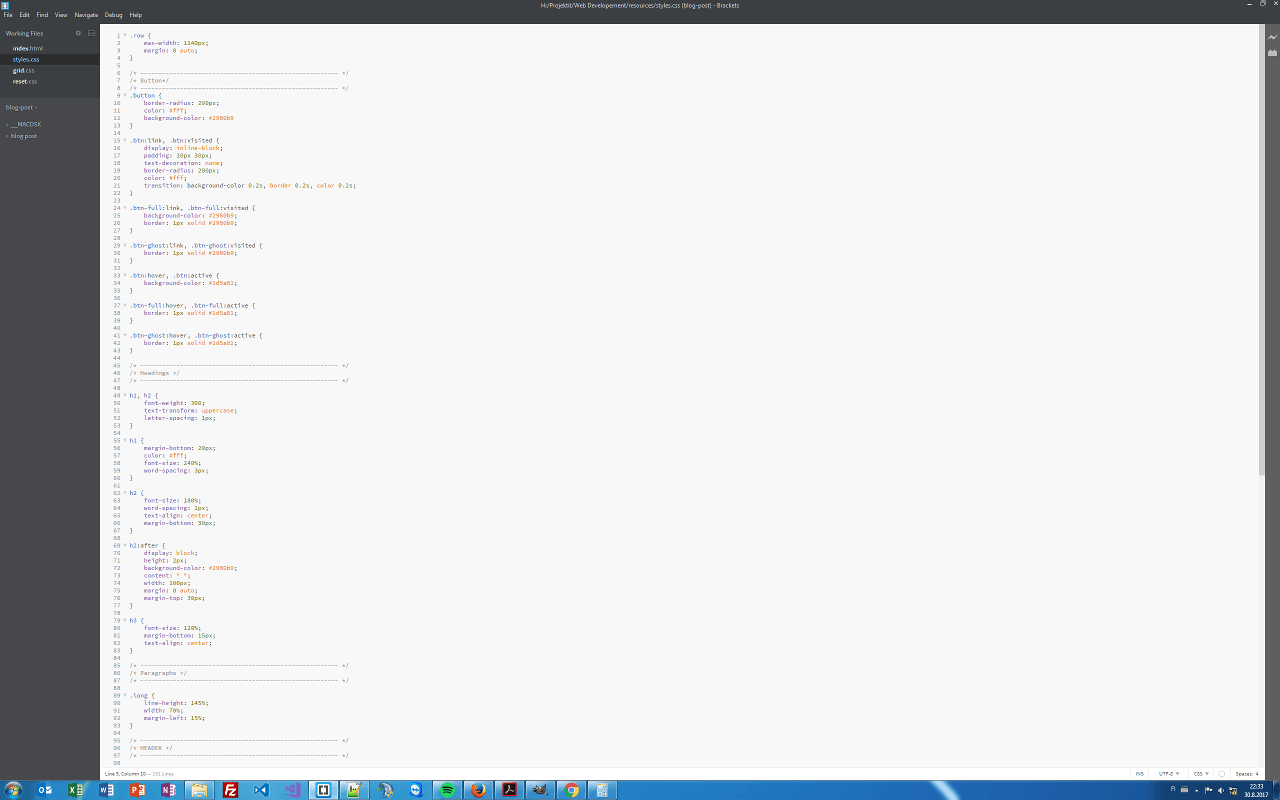 H:/Projektit/Web Developement/resources/styles.css (blog-post) - Brackets
File Edit Find View Navigate Debug Help
Working Files
index.html
styles.css
grid.css
reset.css
blog-post
__MACOSX
blog post
1 .row {
2 max-width: 1140px;
3 margin: 0 auto;
4 }
5
6 /* ------------------------------------------------------- */
7 /* Button*/
8 /* ------------------------------------------------------- */
9 .button {
10 border-radius: 200px;
11 color: #fff;
12 background-color: #2980b9
13 }
14
15 .btn:link, .btn:visited {
16 display: inline-block;
17 padding: 10px 30px;
18 text-decoration: none;
19 border-radius: 200px;
20 color: #fff;
21 transition: background-color 0.2s, border 0.2s, color 0.2s;
22 }
23
24 .btn-full:link, .btn-full:visited {
25 background-color: #2980b9;
26 border: 1px solid #2980b9;
27 }
28
29 .btn-ghost:link, .btn-ghost:visited {
30 border: 1px solid #2980b9;
31 }
32
33 .btn:hover, .btn:active {
34 background-color: #1d5a81;
35 }
36
37 .btn-full:hover, .btn-full:active {
38 border: 1px solid #1d5a81;
39 }
40
41 .btn-ghost:hover, .btn-ghost:active {
42 border: 1px solid #1d5a81;
43 }
44
45 /* ------------------------------------------------------- */
46 /* Headings */
47 /* ------------------------------------------------------- */
48
49 h1, h2 {
50 font-weight: 300;
51 text-transform: uppercase;
52 letter-spacing: 1px;
53 }
54
55 h1 {
56 margin-bottom: 20px;
57 color: #fff;
58 font-size: 240%;
59 word-spacing: 3px;
60 }
61
62 h2 {
63 font-size: 180%;
64 word-spacing: 2px;
65 text-align: center;
66 margin-bottom: 30px;
67 }
68
69 h2:after {
70 display: block;
71 height: 2px;
72 background-color: #2980b9;
73 content: " ";
74 width: 100px;
75 margin: 0 auto;
76 margin-top: 30px;
77 }
78
79 h3 {
80 font-size: 120%;
81 margin-bottom: 15px;
82 text-align: center;
83 }
84
85 /* ------------------------------------------------------- */
86 /* Paragraphs */
87 /* ------------------------------------------------------- */
88
89 .long {
90 line-height: 145%;
91 width: 70%;
92 margin-left: 15%;
93 }
94
95 /* ------------------------------------------------------- */
96 /* HEADER */
97 /* ------------------------------------------------------- */
98
Line 9, Column 10
INS UTF-8 CSS Spaces: 4
FI 22:33
30.8.2017